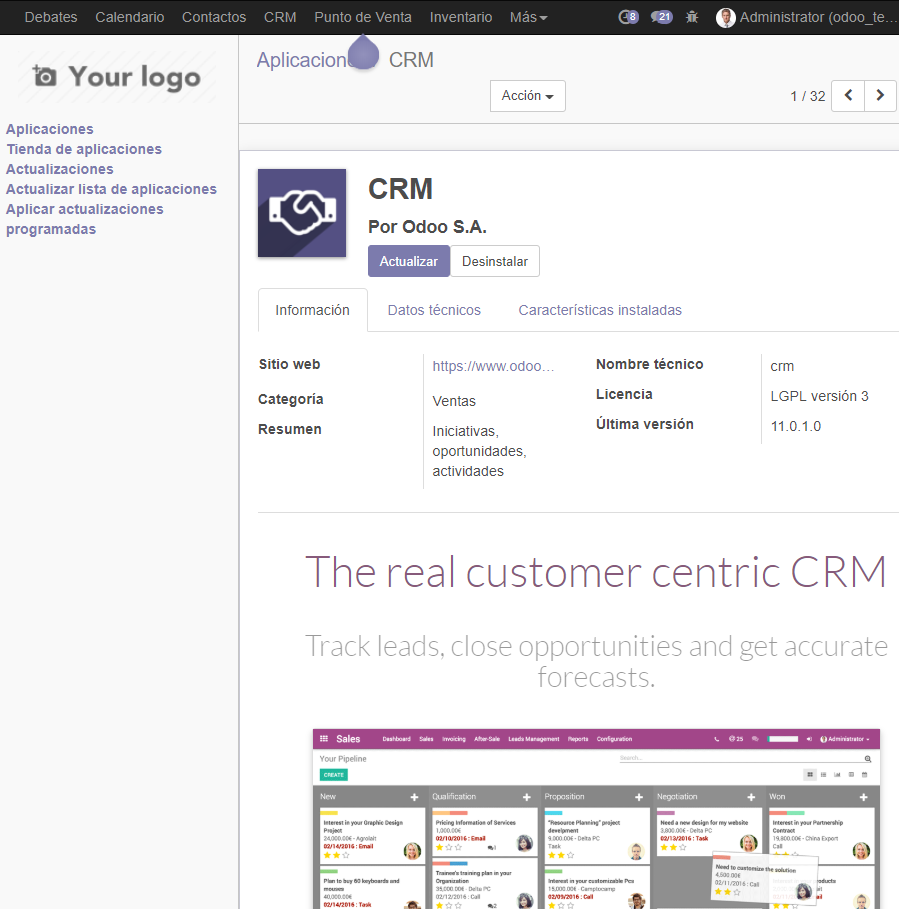 Debates Calendario Contactos CRM Punto de Venta Inventario Más 8 21 Administrator (odoo_te...
Your logo
Aplicaciones
Tienda de aplicaciones
Actualizaciones
Actualizar lista de aplicaciones
Aplicar actualizaciones
programadas
CRM
Acción
1 / 32
CRM
Por Odoo S.A.
Actualizar Desinstalar
Información Datos técnicos Características instaladas
Sitio web https://www.odoo...
Categoría Ventas
Resumen Iniciativas,
oportunidades,
actividades
Nombre técnico crm
Licencia LGPL versión 3
Última versión 11.0.1.0
The real customer centric CRM
Track leads, close opportunities and get accurate
forecasts.
Sales Dashboard Sales Invoicing After-Sale Leads Management Reports Configuration @ 25 Administrator
Your Pipeline Search...
CREATE
New Qualification Proposition Negotiation Won
Interest in your Graphic Design
Project
24,000.00€ - Agrolait
02/14/2016 : Email
Pricing Information of Services
1,000.00€
02/10/2016 : Email
1
"Resource Planning" project
develpment
9,000.00€ - Delta PC
Task
Need a new design for my website
3,800.00€ - Delta PC
02/13/2016 : Task
Interest in your Partnership
Contract
19,800.00€ - China Export
Call
Need to customize the solution
4,500.00€
02/11/2016 : Call
Plan to buy 60 keyboards and
mouses
40,000.00€
02/14/2016 : Task
Trainee's training plan in your
Organization
35,000.00€ - Delta PC
02/12/2016 : Call
2
Interest in your customizable Pcs
15,000.00€ - Camptocamp
02/09/2016 : Call